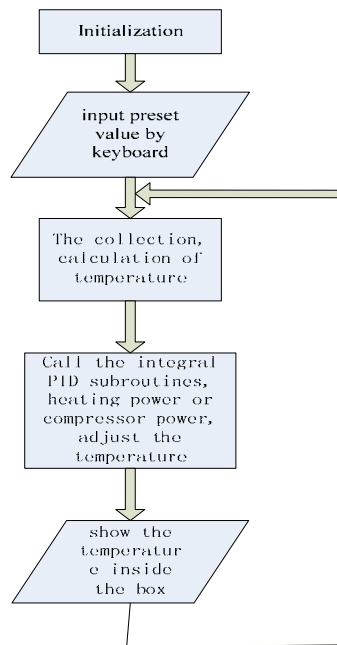 Initialization
input preset
value by
keyboard
The collection,
calculation of
temperature
Call the integral
PID subroutines,
heating power or
compressor power,
adjust the
temperature
show the
temperatur
e inside
the box